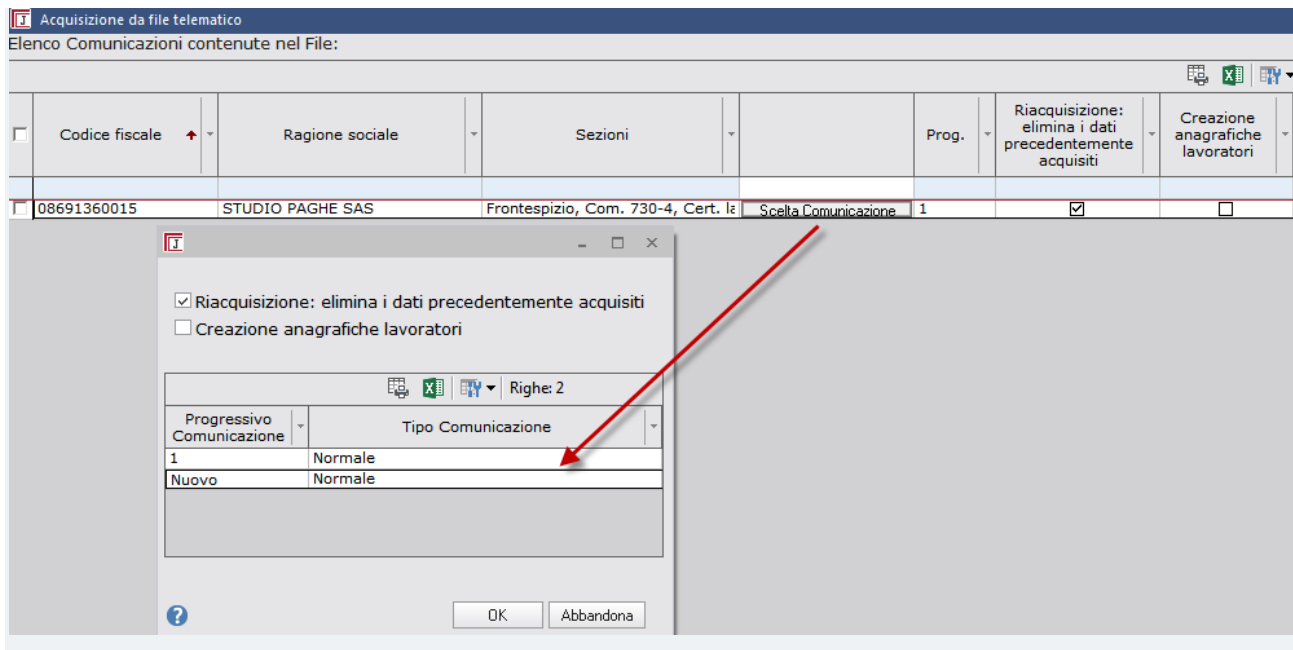 Acquisizione da file telematico
Elenco Comunicazioni contenute nel File:
Codice fiscale
Ragione sociale
Sezioni
Prog.
Riacquisizione:
elimina i dati
precedentemente
acquisiti
Creazione
anagrafiche
lavoratori
08691360015 STUDIO PAGHE SAS Frontespizio, Com. 730-4, Cert. la Scelta Comunicazione 1
Riacquisizione: elimina i dati precedentemente acquisiti
Creazione anagrafiche lavoratori
Righe: 2
Progressivo
Comunicazione
Tipo Comunicazione
1 Normale
Nuovo Normale
OK Abbandona